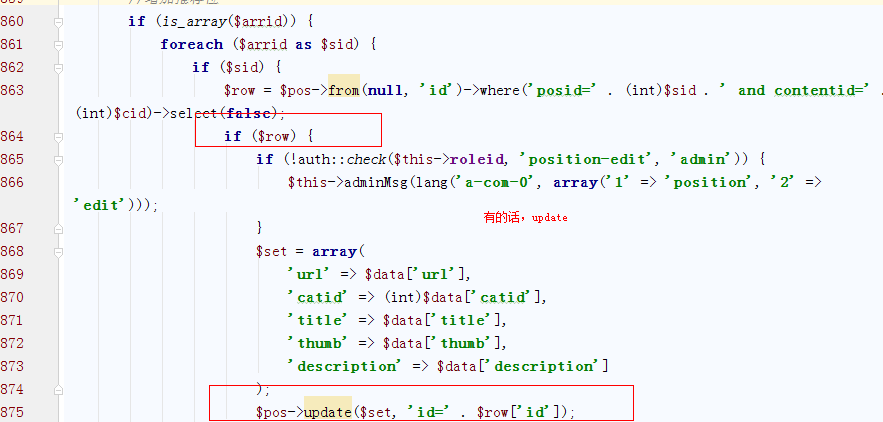 860 if (is_array($arrid)) {
861 foreach ($arrid as $sid) {
862 if ($sid) {
863 $row = $pos->from(null, 'id')->where('posid=' . (int)$sid . ' and contentid=' .
(int)$cid)->select(false);
864 if ($row) {
865 if (!auth::check($this->roleid, 'position-edit', 'admin')) {
866 $this->adminMsg(lang('a-com-0', array('1' => 'position', '2' =>
'edit')));
有的话，update
867 }
868 $set = array(
869 'url' => $data['url'],
870 'catid' => (int)$data['catid'],
871 'title' => $data['title'],
872 'thumb' => $data['thumb'],
873 'description' => $data['description']
874 );
875 $pos->update($set, 'id=' . $row['id']);